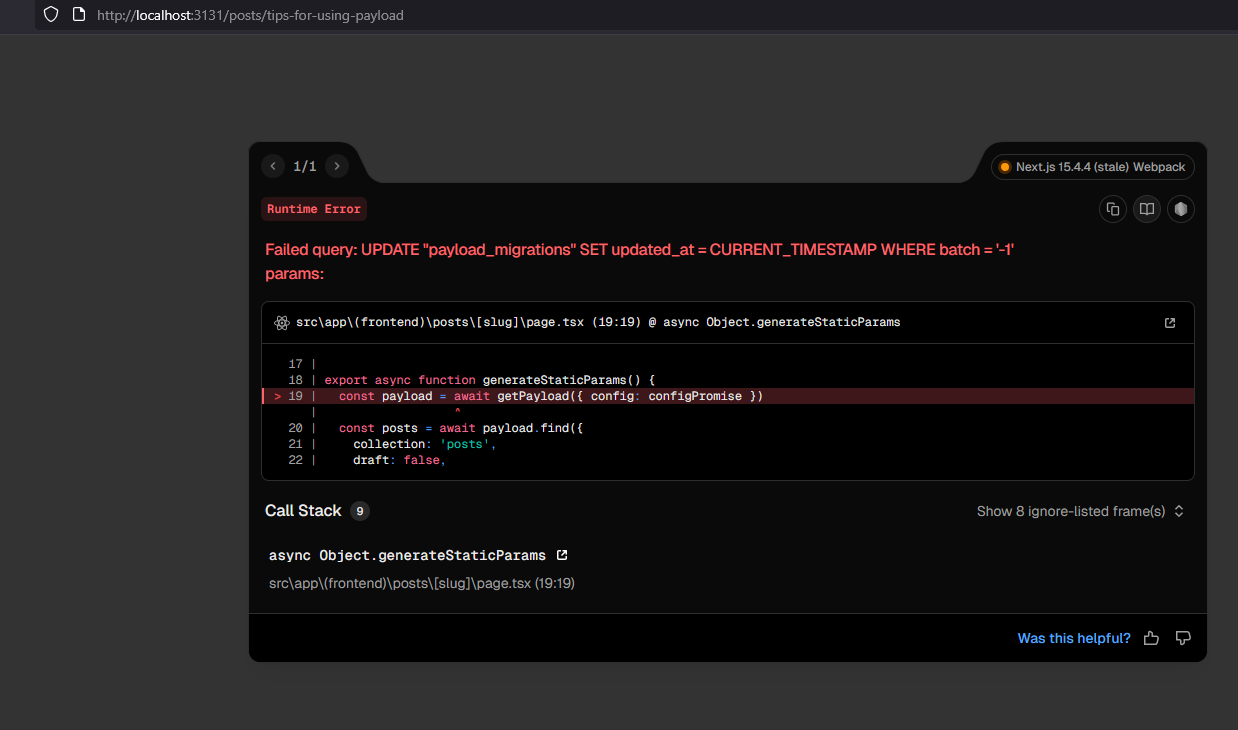 http://localhost:3131/posts/tips-for-using-payload
1/1
Next.js 15.4.4 (stale) Webpack
Runtime Error
Failed query: UPDATE "payload_migrations" SET updated_at = CURRENT_TIMESTAMP WHERE batch = '-1'
params:
src\app\(frontend)\posts\[slug]\page.tsx (19:19) @ async Object.generateStaticParams
17 |
18 | export async function generateStaticParams() {
> 19 |   const payload = await getPayload({ config: configPromise })
|                   ^
20 |   const posts = await payload.find({
21 |     collection: 'posts',
22 |     draft: false,
Call Stack 9
Show 8 ignore-listed frame(s)
async Object.generateStaticParams
src\app\(frontend)\posts\[slug]\page.tsx (19:19)
Was this helpful?